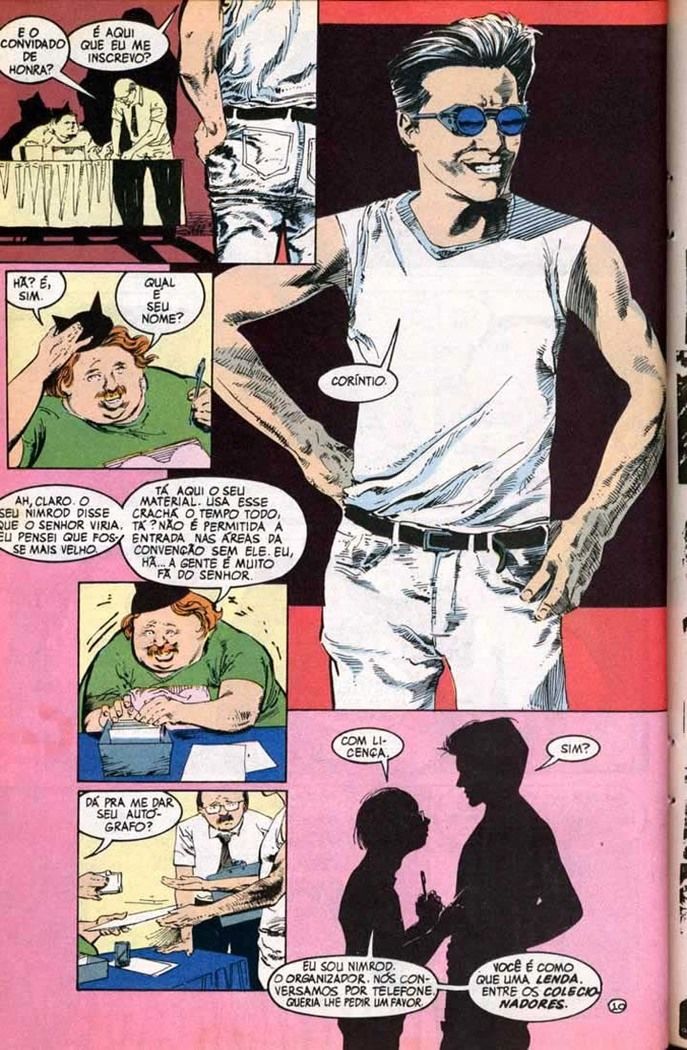 E O
CONVIDADO
DE
HONRA?
É AQUI
QUE EU ME
INSCREVO?
HÃ? É,
SIM.
QUAL
É
SEU
NOME?
CORÍNTIO.
AH, CLARO. O
SEU NIMROD DISSE
QUE O SENHOR VIRIA.
EU PENSEI QUE FOS-
SE MAIS VELHO.
TÁ AQUI O SEU
MATERIAL. USA ESSE
CRACHÁ O TEMPO TODO,
TÁ? NÃO É PERMITIDA A
ENTRADA NAS ÁREAS DA
CONVENÇÃO SEM ELE. EU,
HÃ... A GENTE É MUITO
FÃ DO SENHOR.
DÁ PRA ME DAR
SEU AUTÓ-
GRAFO?
COM LI-
CENÇA.
SIM?
EU SOU NIMROD.
O ORGANIZADOR. NÓS CON-
VERSAMOS POR TELEFONE.
QUERIA LHE PEDIR UM FAVOR.
VOCÊ É COMO
QUE UMA LENDA.
ENTRE OS COLECIO-
NADORES.
10